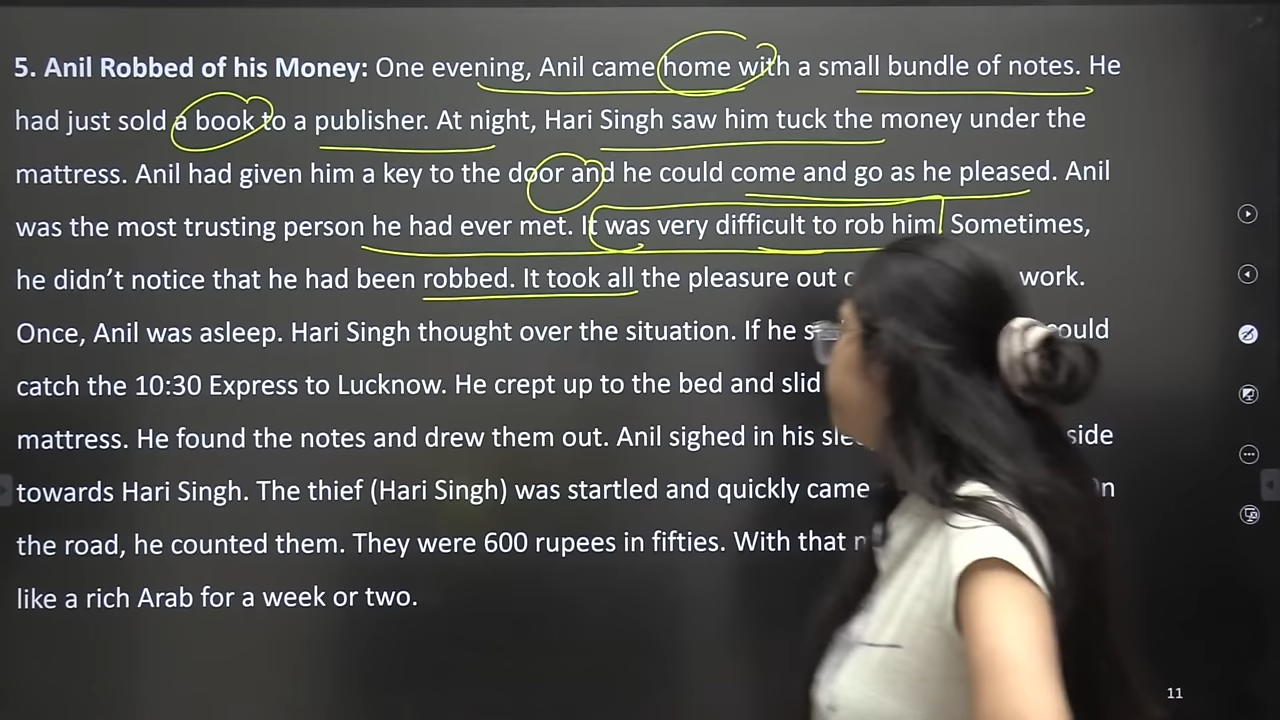 5. Anil Robbed of his Money: One evening, Anil came home with a small bundle of notes. He
had just sold a book to a publisher. At night, Hari Singh saw him tuck the money under the
mattress. Anil had given him a key to the door and he could come and go as he pleased. Anil
was the most trusting person he had ever met. It was very difficult to rob him. Sometimes,
he didn’t notice that he had been robbed. It took all the pleasure out work.
Once, Anil was asleep. Hari Singh thought over the situation. If he could
catch the 10:30 Express to Lucknow. He crept up to the bed and slid
mattress. He found the notes and drew them out. Anil sighed in his side
towards Hari Singh. The thief (Hari Singh) was startled and quickly came
the road, he counted them. They were 600 rupees in fifties. With that
like a rich Arab for a week or two.
11